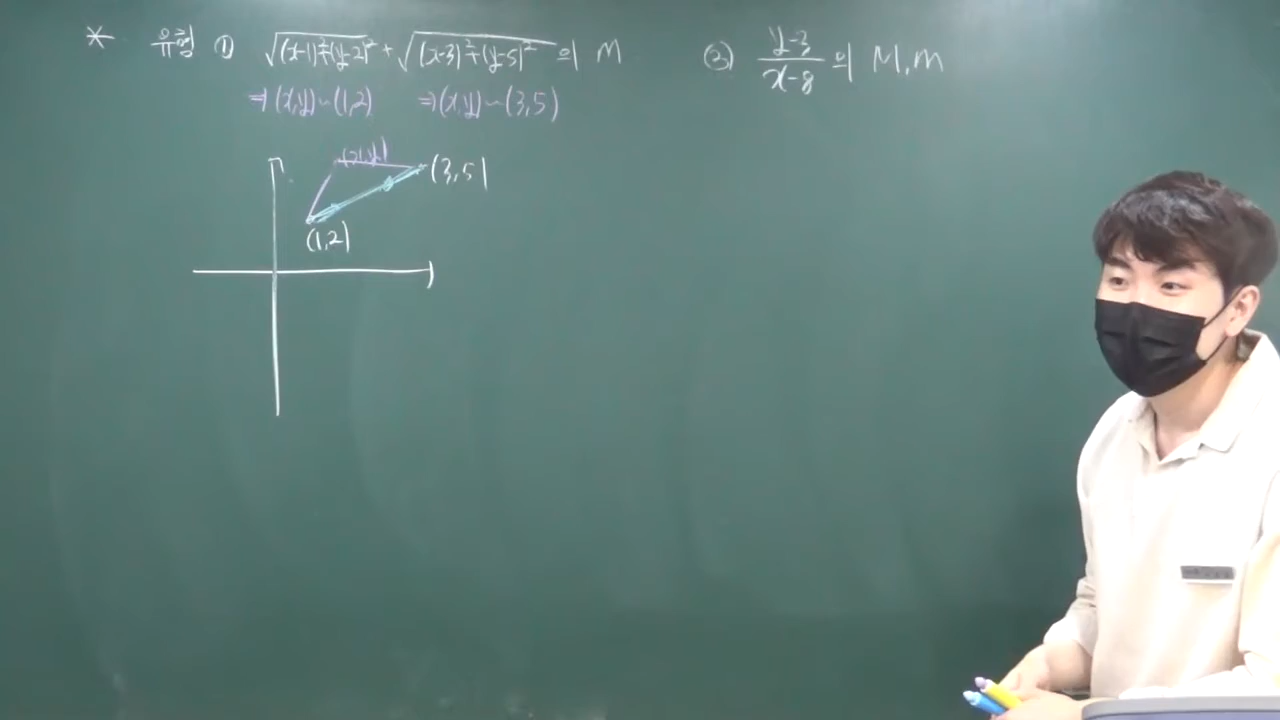 * 유형 ① √(x-1)²+(y-2)² + √(x-3)²+(y-5)² 의 m
⇒(x,y)~(1,2) ⇒(x,y)~(3,5)
(x,y)
(3,5)
(1,2)
② y-3/x-8 의 M,m